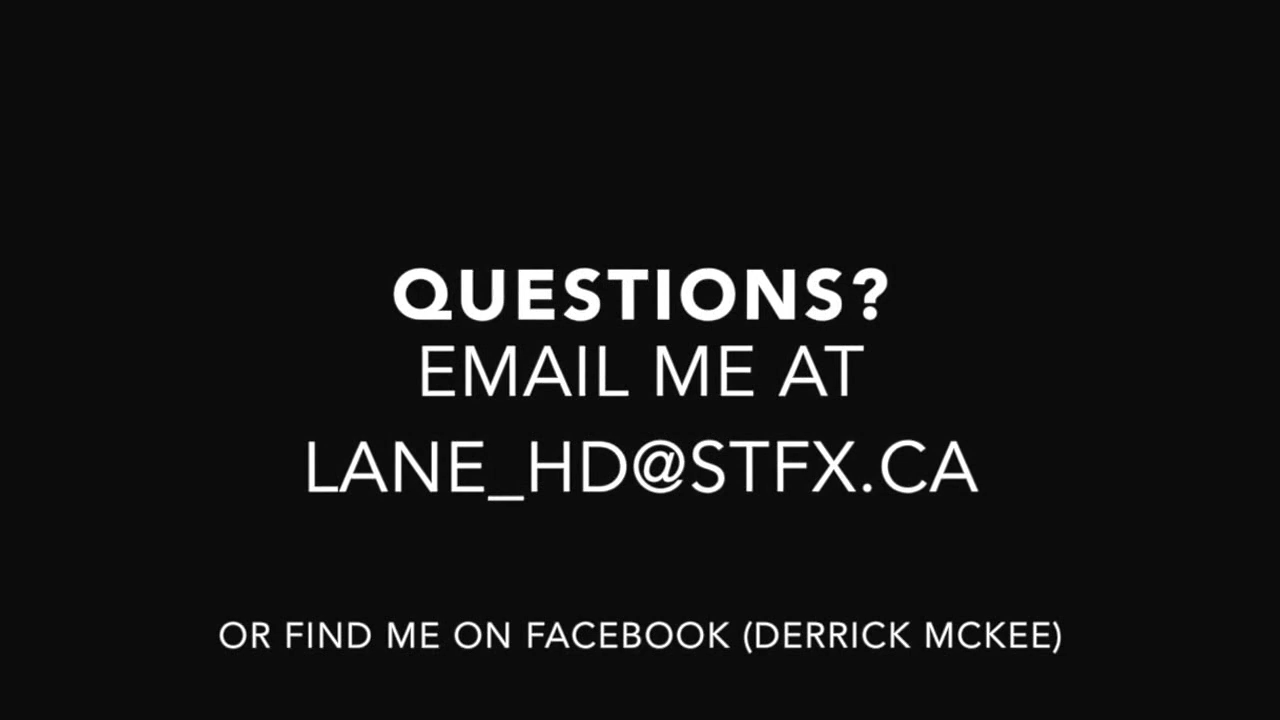 QUESTIONS?
EMAIL ME AT
LANE_HD@STFX.CA
OR FIND ME ON FACEBOOK (DERRICK MCKEE)